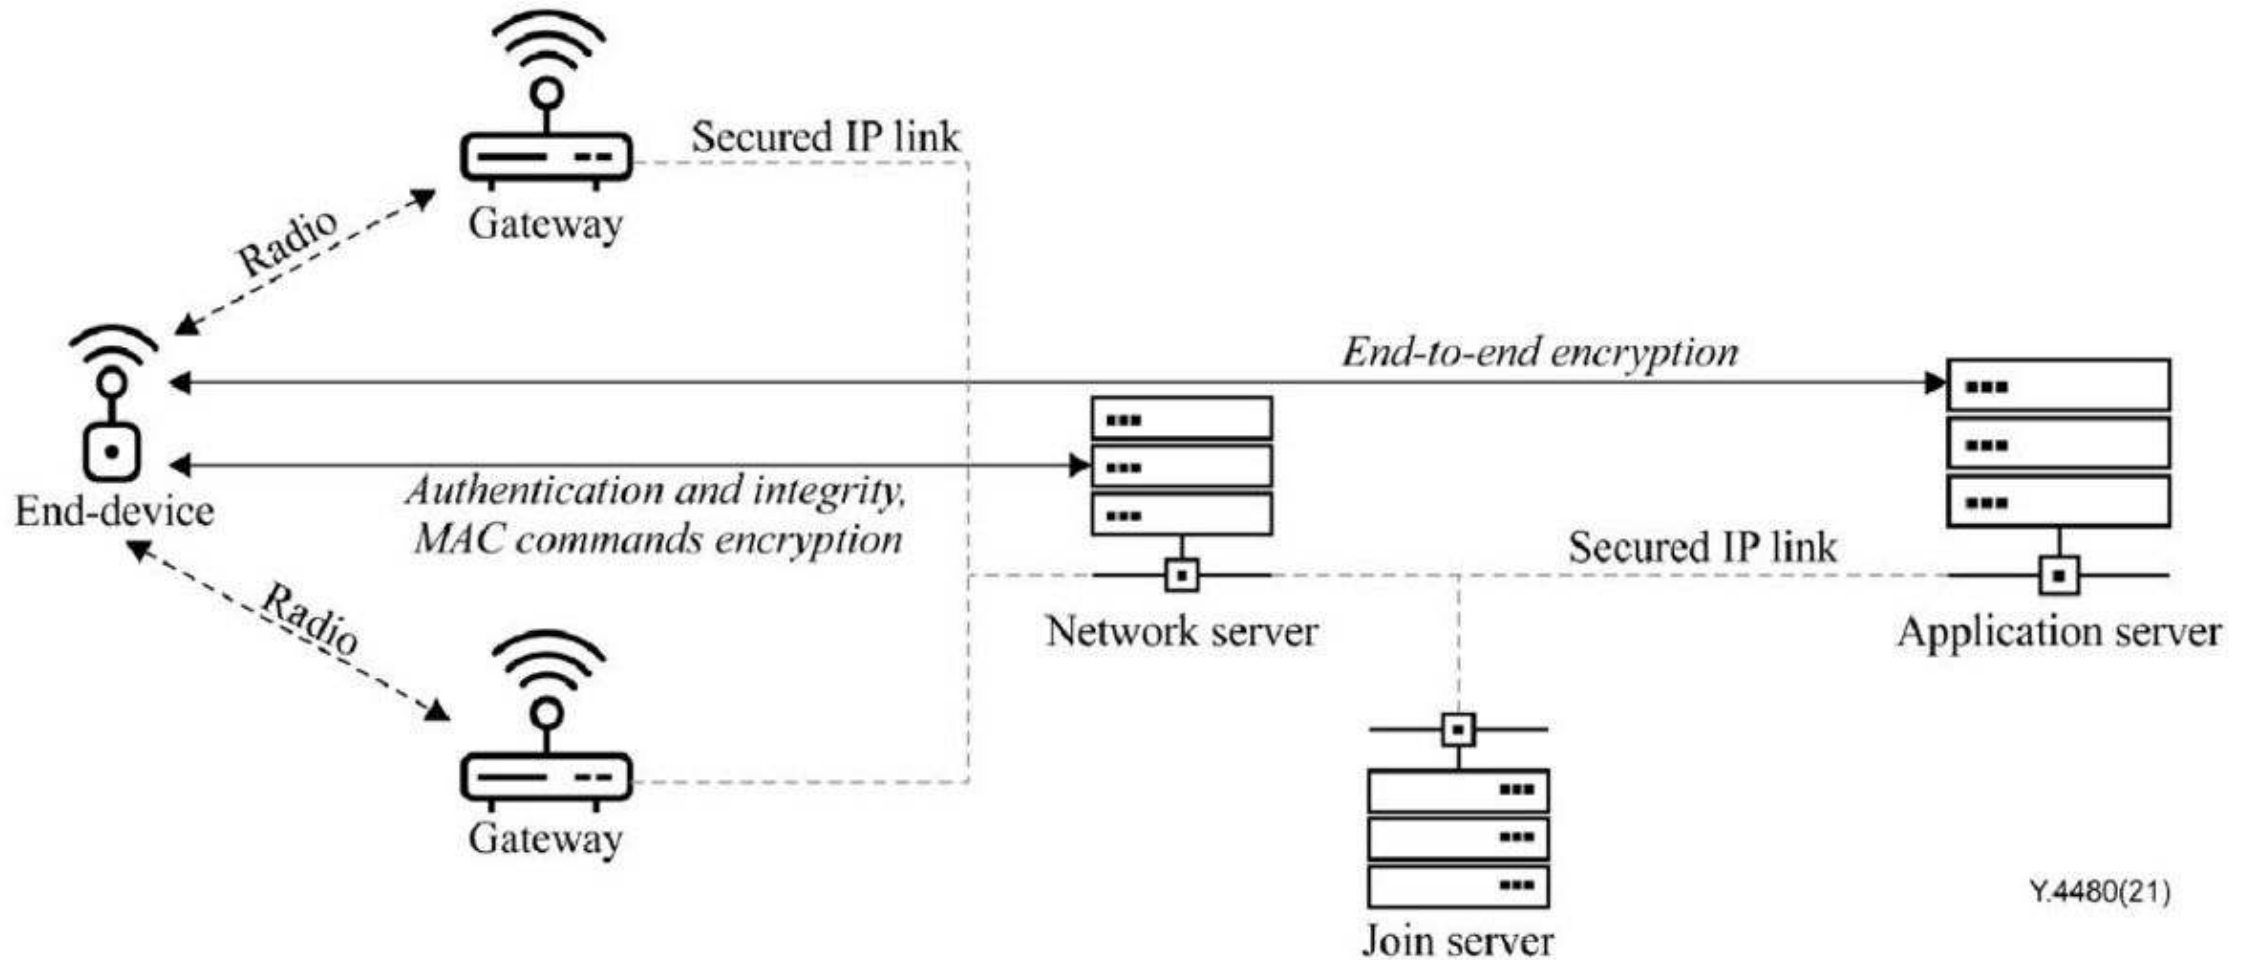 Secured IP link
Gateway
Radio
End-to-end encryption
End-device
Authentication and integrity,
MAC commands encryption
Secured IP link
Radio
Network server
Application server
Gateway
Join server
Y.4480(21)